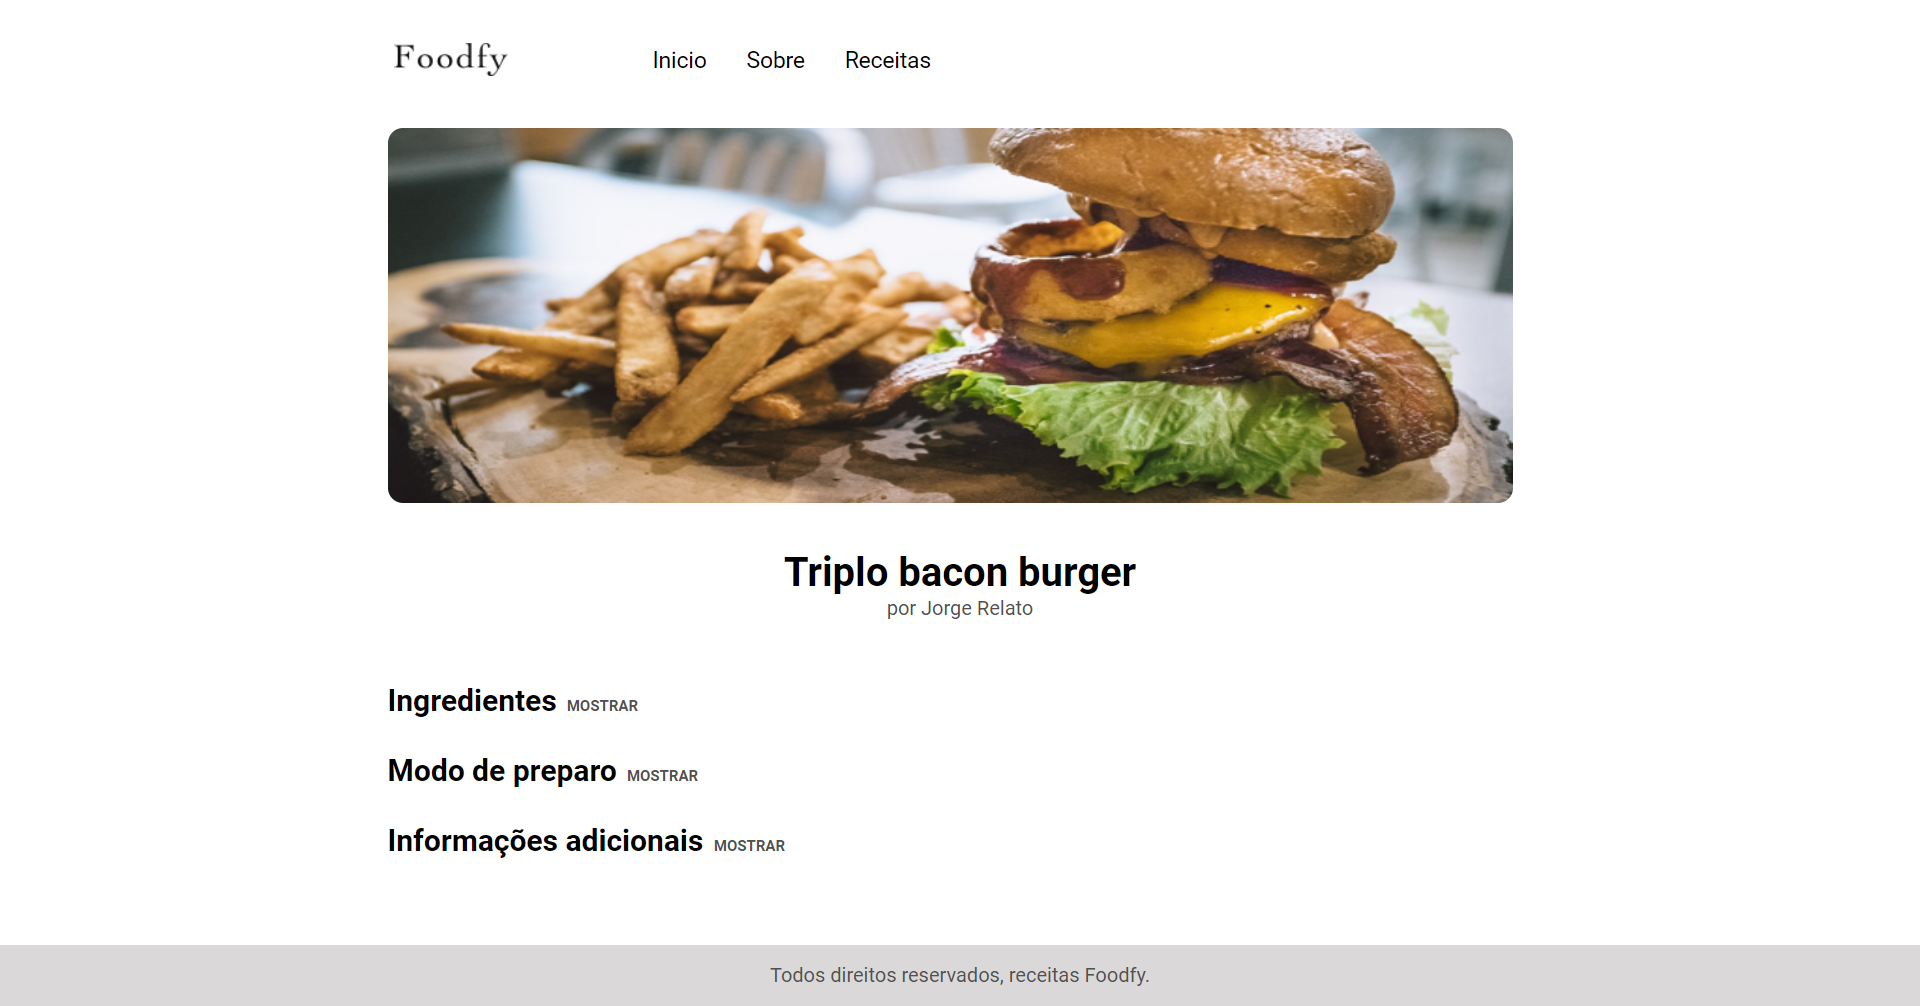 Foodfy
Inicio Sobre Receitas
Triplo bacon burger
por Jorge Relato
Ingredientes MOSTRAR
Modo de preparo MOSTRAR
Informações adicionais MOSTRAR
Todos direitos reservados, receitas Foodfy.